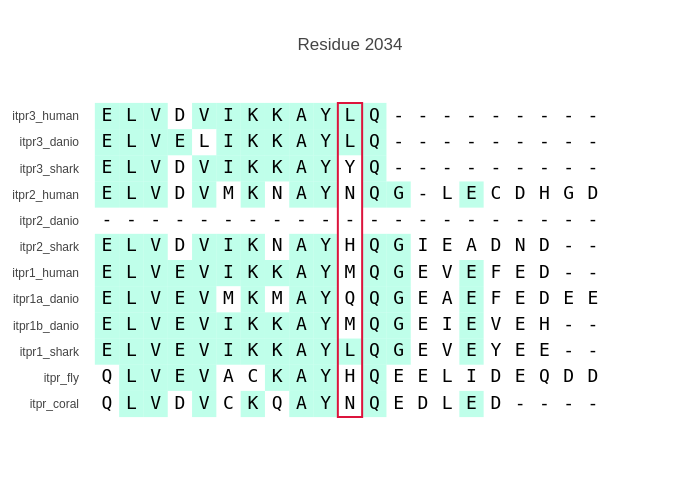 Residue 2034
itpr3_human E L V D V I K K A Y L Q - - - - - - - - -
itpr3_danio E L V E L I K K A Y L Q - - - - - - - - -
itpr3_shark E L V D V I K K A Y Y Q - - - - - - - - -
itpr2_human E L V D V M K N A Y N Q G - L E C D H G D
itpr2_danio - - - - - - - - - - - - - - - - - - - - -
itpr2_shark E L V D V I K N A Y H Q G I E A D N D - -
itpr1_human E L V E V I K K A Y M Q G E V E F E D - -
itpr1a_danio E L V E V M K M A Y Q Q G E A E F E D E E
itpr1b_danio E L V E V I K K A Y M Q G E I E V E H - -
itpr1_shark E L V E V I K K A Y L Q G E V E Y E E - -
itpr_fly Q L V E V A C K A Y H Q E E L I D E Q D D
itpr_coral Q L V D V C K Q A Y N Q E D L E D - - - -